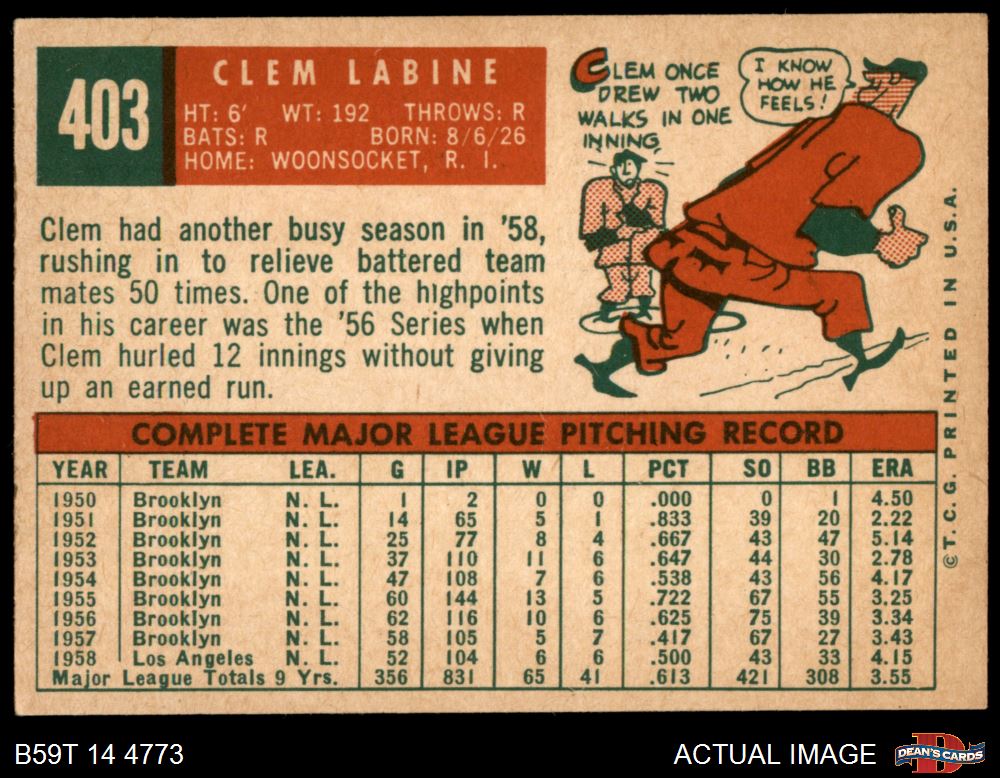 403
CLEM LABINE
HT: 6' WT: 192 THROWS: R
BATS: R BORN: 8/6/26
HOME: WOONSOCKET, R. I.
CLEM ONCE
DREW TWO
WALKS IN ONE
INNING
I KNOW
HOW HE
FEELS!
Clem had another busy season in '58,
rushing in to relieve battered team
mates 50 times. One of the highpoints
in his career was the '56 Series when
Clem hurled 12 innings without giving
up an earned run.
COMPLETE MAJOR LEAGUE PITCHING RECORD
YEAR TEAM LEA. G IP W L PCT SO BB ERA
1950 Brooklyn N. L. 1 2 0 0 .000 0 1 4.50
1951 Brooklyn N. L. 14 65 5 1 .833 39 20 2.22
1952 Brooklyn N. L. 25 77 8 4 .667 43 47 5.14
1953 Brooklyn N. L. 37 110 11 6 .647 44 30 2.78
1954 Brooklyn N. L. 47 108 7 6 .538 43 56 4.17
1955 Brooklyn N. L. 60 144 13 5 .722 67 55 3.25
1956 Brooklyn N. L. 62 116 10 6 .625 75 39 3.34
1957 Brooklyn N. L. 58 105 5 7 .417 67 27 3.43
1958 Los Angeles N. L. 52 104 6 6 .500 43 33 4.15
Major League Totals 9 Yrs. 356 831 65 41 .613 421 308 3.55
© T. C. G. PRINTED IN U.S.A.
B59T 14 4773
ACTUAL IMAGE
D
DEAN'S CARDS